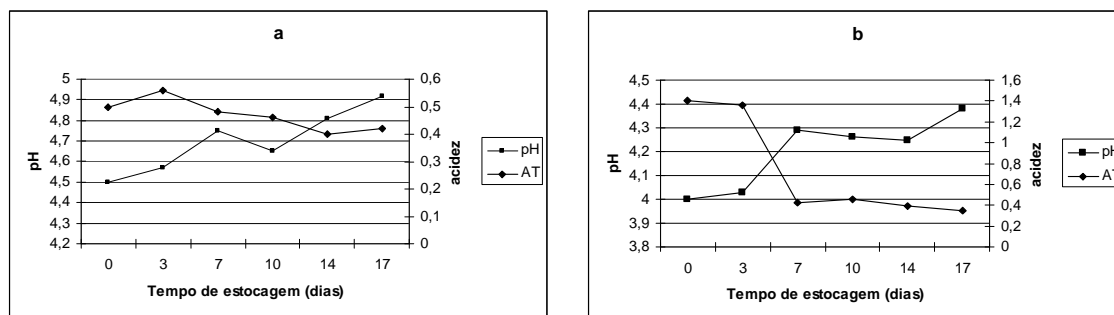 a
pH
5
4,9
4,8
4,7
4,6
4,5
4,4
4,3
4,2
0,6
0,5
0,4
0,3
0,2
0,1
0
acidez
pH
AT
0 3 7 10 14 17
Tempo de estocagem (dias)
b
pH
4,5
4,4
4,3
4,2
4,1
4
3,9
3,8
1,6
1,4
1,2
1
0,8
0,6
0,4
0,2
0
acidez
pH
AT
0 3 7 10 14 17
Tempo de estocagem (dias)